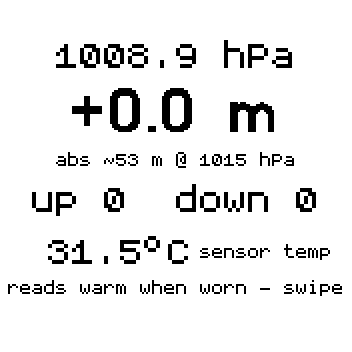 1008.9 hPa
+0.0 m
abs ~53 m @ 1015 hPa
up 0 down 0
31.5°C sensor temp
reads warm when worn - swipe